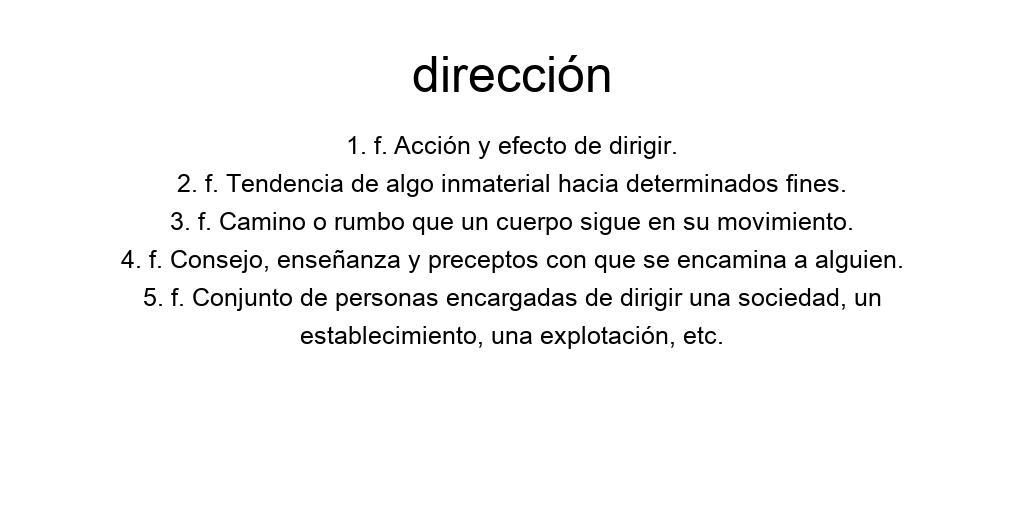 dirección
1. f. Acción y efecto de dirigir.
2. f. Tendencia de algo inmaterial hacia determinados fines.
3. f. Camino o rumbo que un cuerpo sigue en su movimiento.
4. f. Consejo, enseñanza y preceptos con que se encamina a alguien.
5. f. Conjunto de personas encargadas de dirigir una sociedad, un
establecimiento, una explotación, etc.